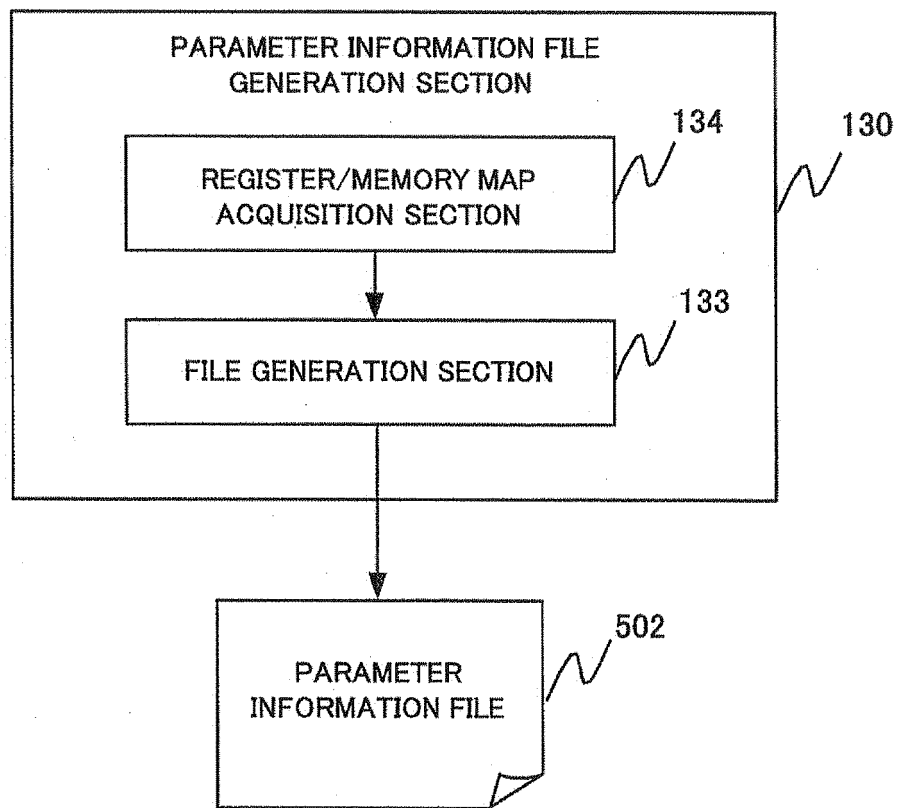 PARAMETER INFORMATION FILE
GENERATION SECTION
134
130
REGISTER/MEMORY MAP
ACQUISITION SECTION
133
FILE GENERATION SECTION
502
PARAMETER
INFORMATION FILE